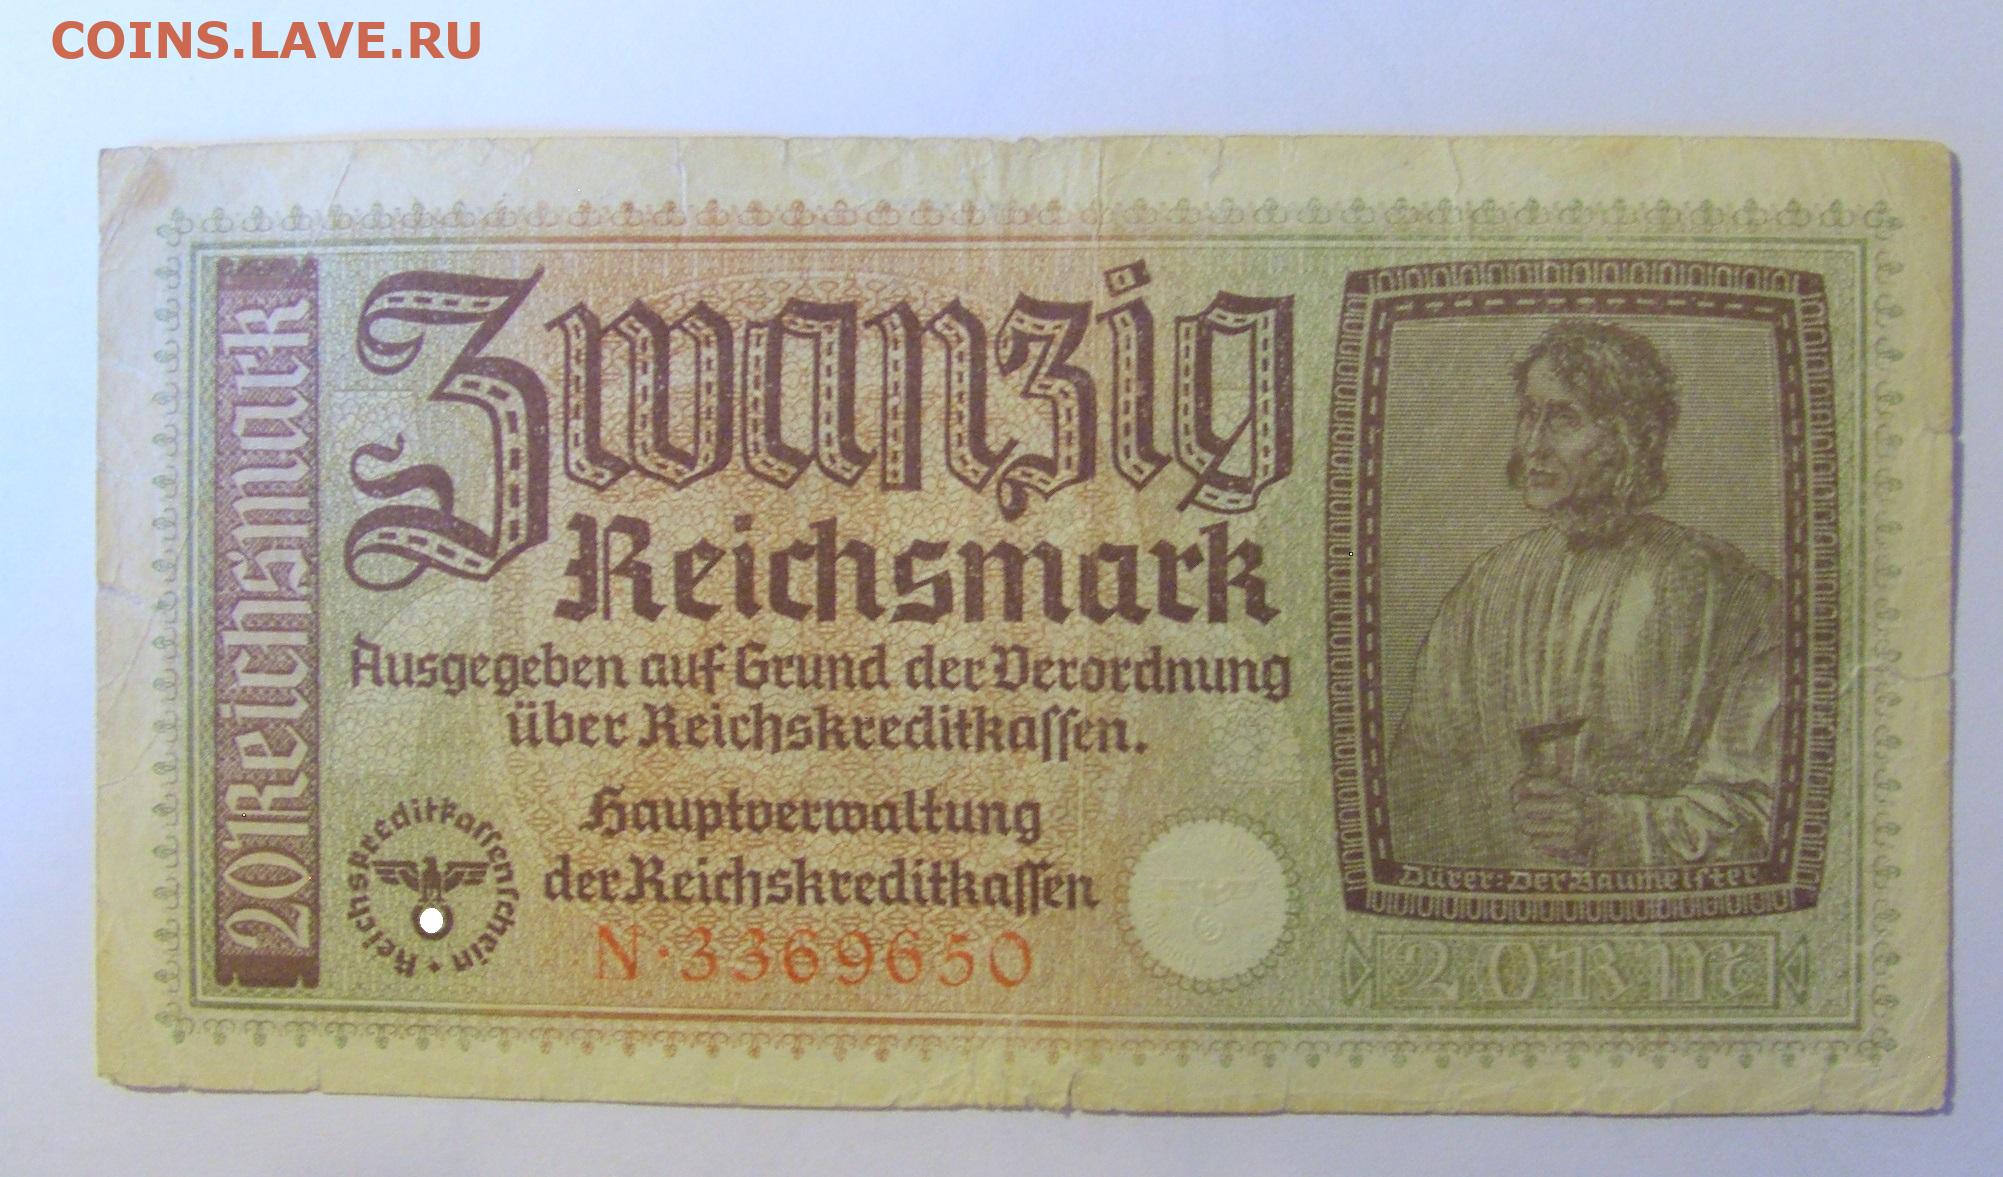 COINS.LAVE.RU
20 Reichsmark
Zwanzig
Reichsmark
Ausgegeben auf Grund der Verordnung
über Reichskreditkaſſen.
Hauptverwaltung
der Reichskreditkaſſen
Reichskreditkaſſenſchein
N·3369650
Dürer: Der Baumeiſter
20 RM